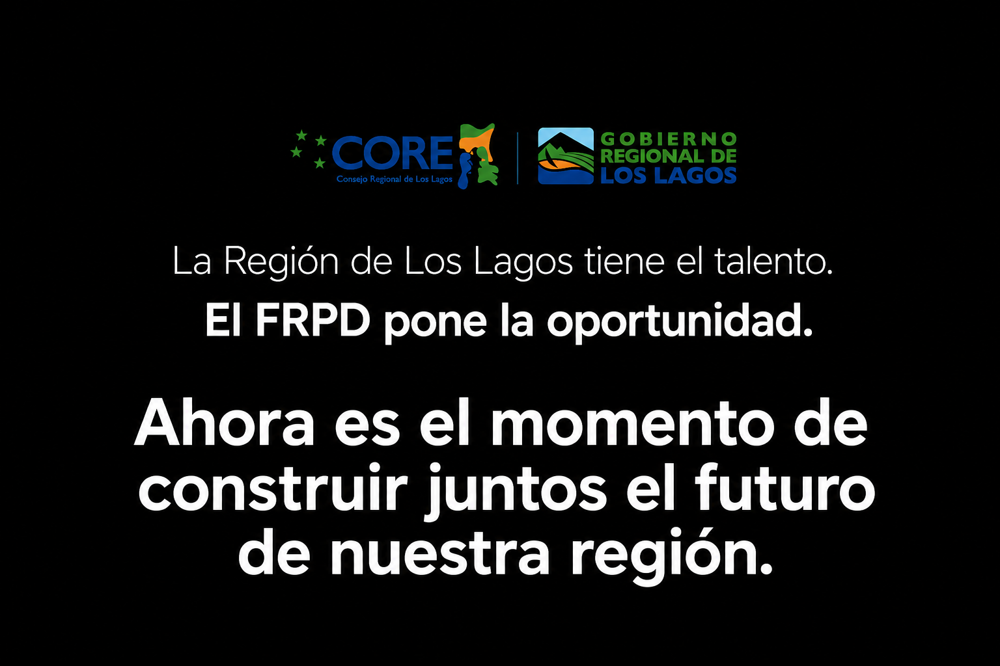 CORE
Consejo Regional de Los Lagos
GOBIERNO
REGIONAL DE
LOS LAGOS
La Región de Los Lagos tiene el talento.
El FRPD pone la oportunidad.
Ahora es el momento de
construir juntos el futuro
de nuestra región.